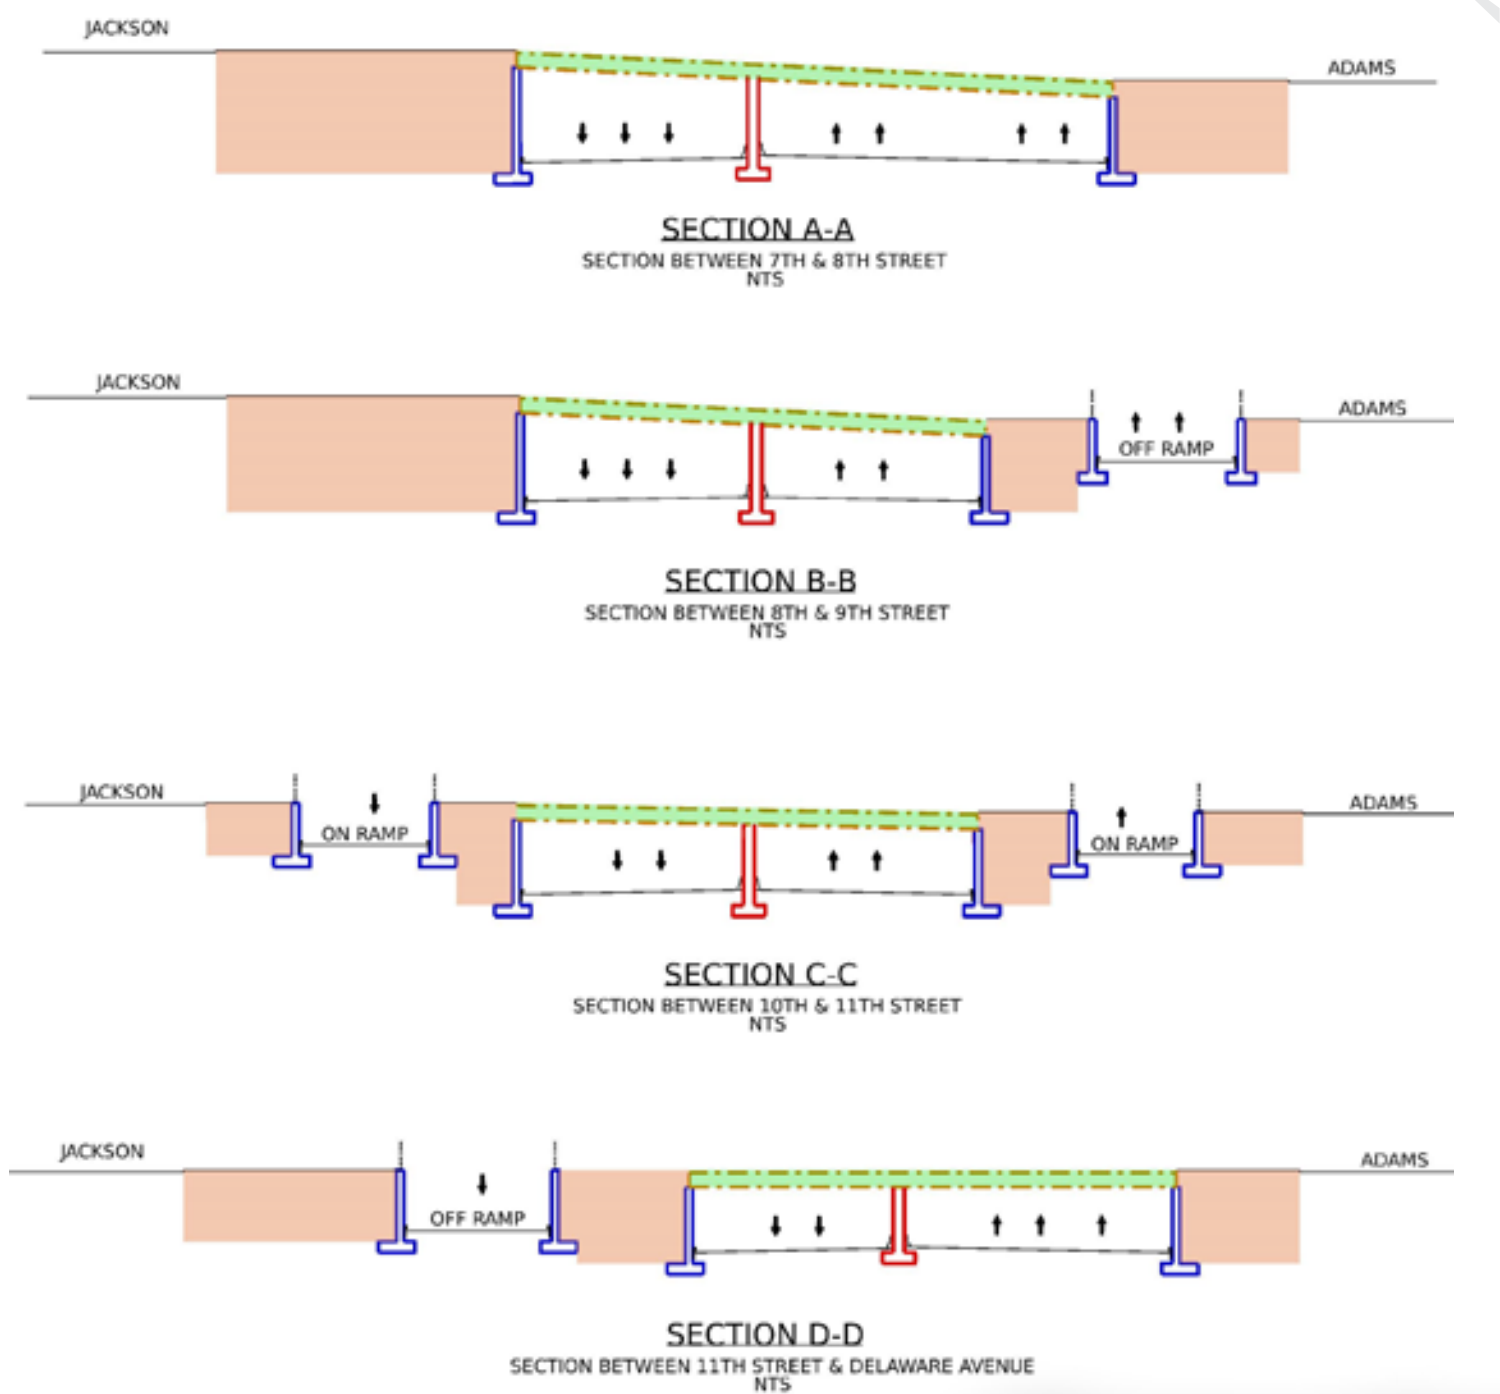 JACKSON
ADAMS
SECTION A-A
SECTION BETWEEN 7TH & 8TH STREET
NTS
JACKSON
ADAMS
OFF RAMP
SECTION B-B
SECTION BETWEEN 8TH & 9TH STREET
NTS
JACKSON
ADAMS
ON RAMP
ON RAMP
SECTION C-C
SECTION BETWEEN 10TH & 11TH STREET
NTS
JACKSON
ADAMS
OFF RAMP
SECTION D-D
SECTION BETWEEN 11TH STREET & DELAWARE AVENUE
NTS